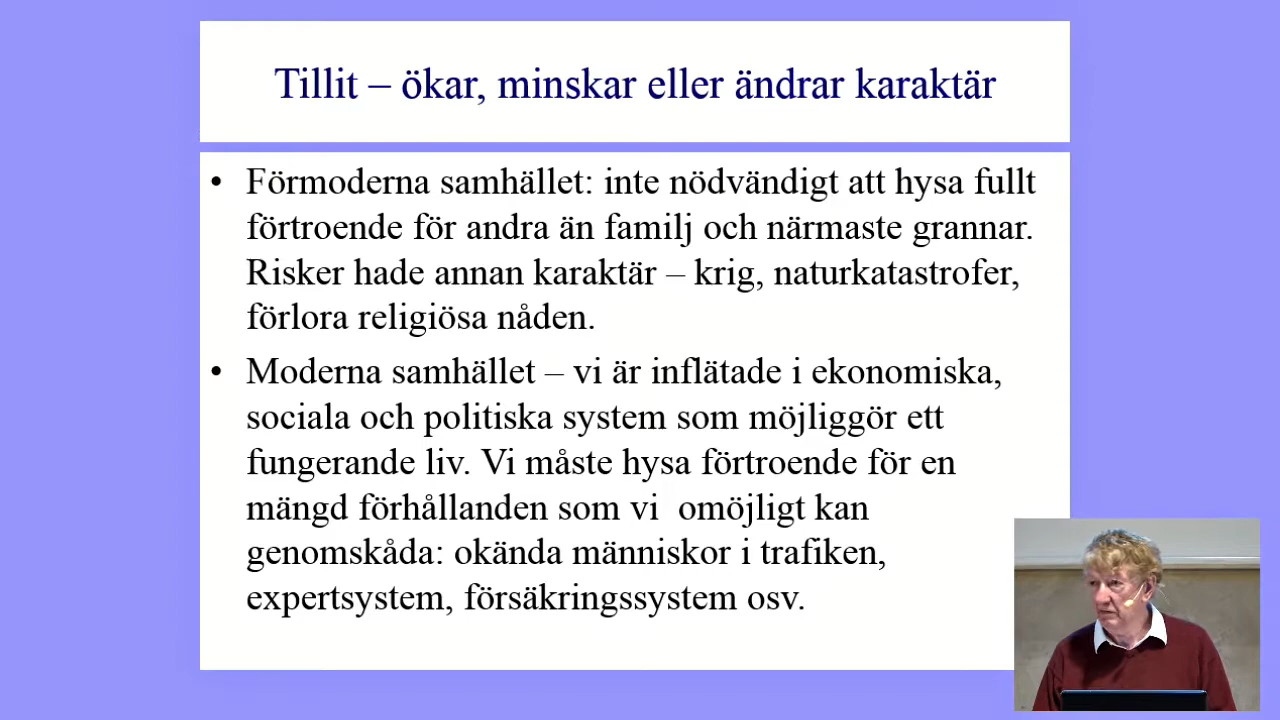 Tillit – ökar, minskar eller ändrar karaktär
• Förmoderna samhället: inte nödvändigt att hysa fullt
förtroende för andra än familj och närmaste grannar.
Risker hade annan karaktär – krig, naturkatastrofer,
förlora religiösa nåden.
• Moderna samhället – vi är inflätade i ekonomiska,
sociala och politiska system som möjliggör ett
fungerande liv. Vi måste hysa förtroende för en
mängd förhållanden som vi  omöjligt kan
genomskåda: okända människor i trafiken,
expertsystem, försäkringssystem osv.